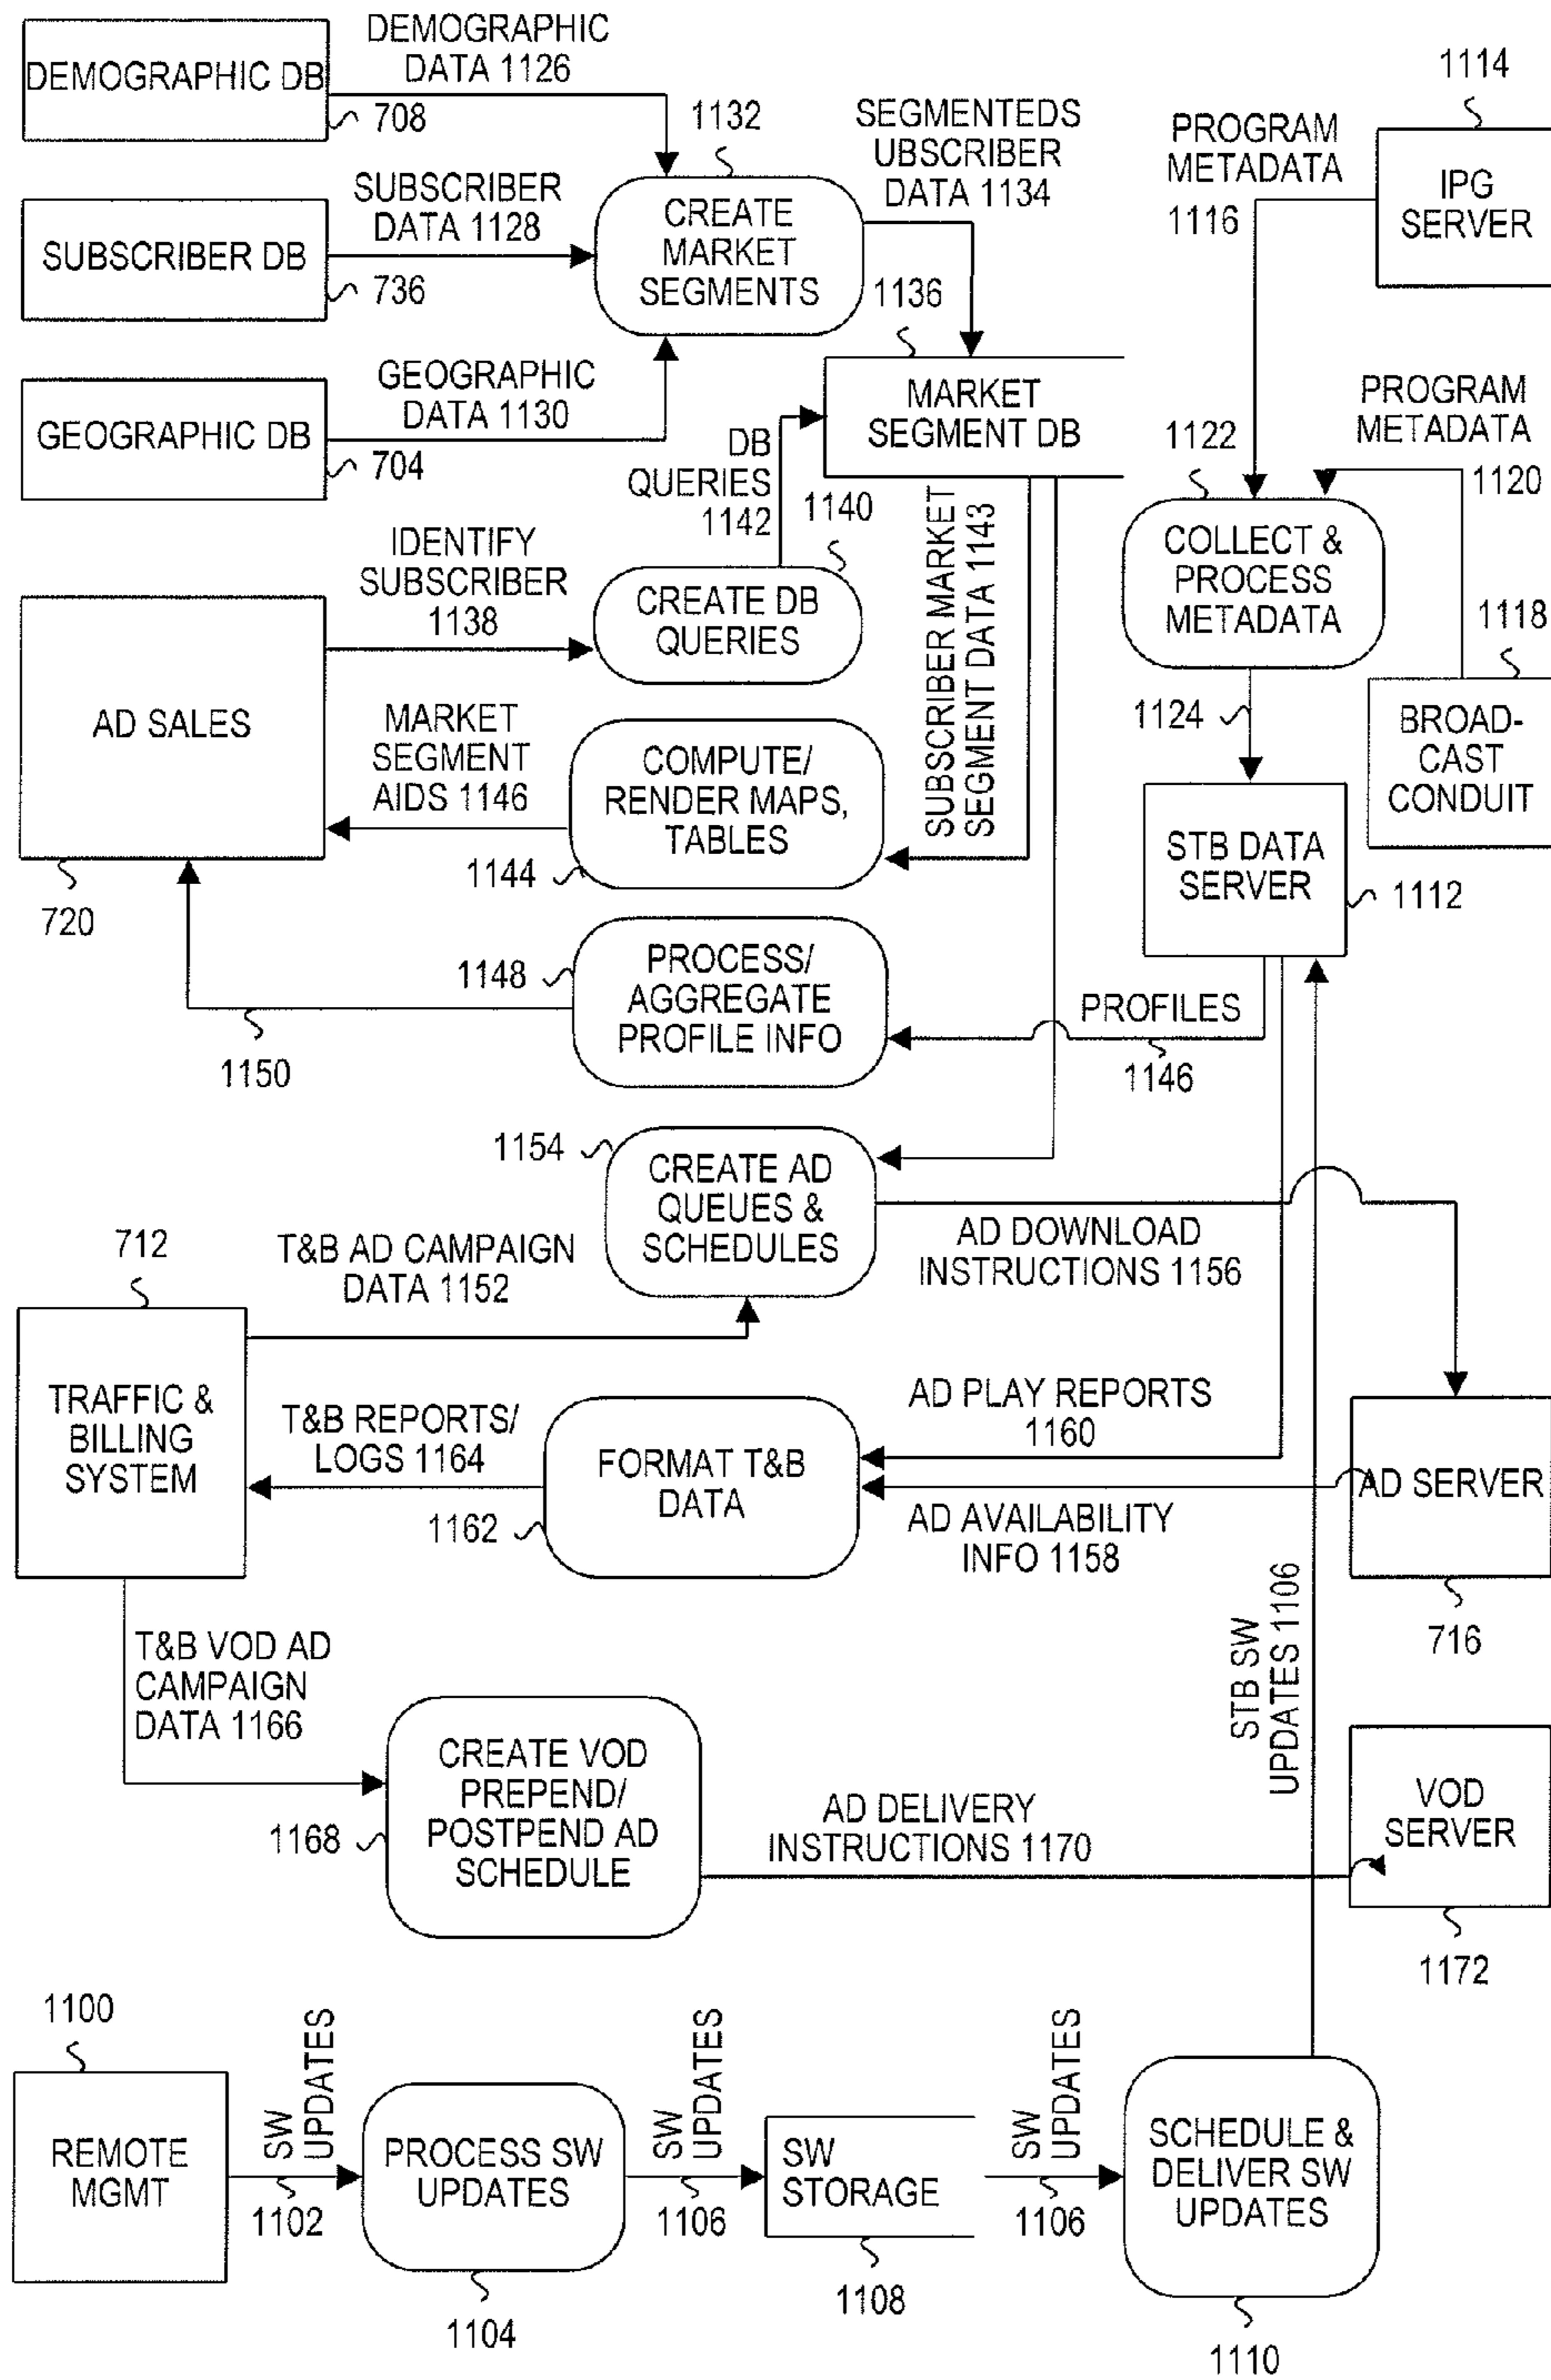 DEMOGRAPHIC DB
708
DEMOGRAPHIC
DATA 1126
SUBSCRIBER DB
736
SUBSCRIBER
DATA 1128
GEOGRAPHIC DB
704
GEOGRAPHIC
DATA 1130
1132
CREATE
MARKET
SEGMENTS
SEGMENTEDS
UBSCRIBER
DATA 1134
1136
MARKET
SEGMENT DB
1114
IPG
SERVER
PROGRAM
METADATA
1116
PROGRAM
METADATA
1120
1122
COLLECT &
PROCESS
METADATA
1118
BROAD-
CAST
CONDUIT
1124
STB DATA
SERVER
1112
AD SALES
720
IDENTIFY
SUBSCRIBER
1138
CREATE DB
QUERIES
1140
DB
QUERIES
1142
SUBSCRIBER MARKET
SEGMENT DATA 1143
MARKET
SEGMENT
AIDS 1146
COMPUTE/
RENDER MAPS,
TABLES
1144
1148
PROCESS/
AGGREGATE
PROFILE INFO
1150
PROFILES
1146
1154
CREATE AD
QUEUES &
SCHEDULES
AD DOWNLOAD
INSTRUCTIONS 1156
712
TRAFFIC &
BILLING
SYSTEM
T&B AD CAMPAIGN
DATA 1152
T&B REPORTS/
LOGS 1164
FORMAT T&B
DATA
1162
AD PLAY REPORTS
1160
AD AVAILABILITY
INFO 1158
AD SERVER
716
T&B VOD AD
CAMPAIGN
DATA 1166
CREATE VOD
PREPEND/
POSTPEND AD
SCHEDULE
1168
AD DELIVERY
INSTRUCTIONS 1170
STB SW
UPDATES 1106
VOD
SERVER
1172
1100
REMOTE
MGMT
SW
UPDATES
1102
PROCESS SW
UPDATES
1104
SW
UPDATES
1106
SW
STORAGE
1108
SW
UPDATES
1106
SCHEDULE &
DELIVER SW
UPDATES
1110